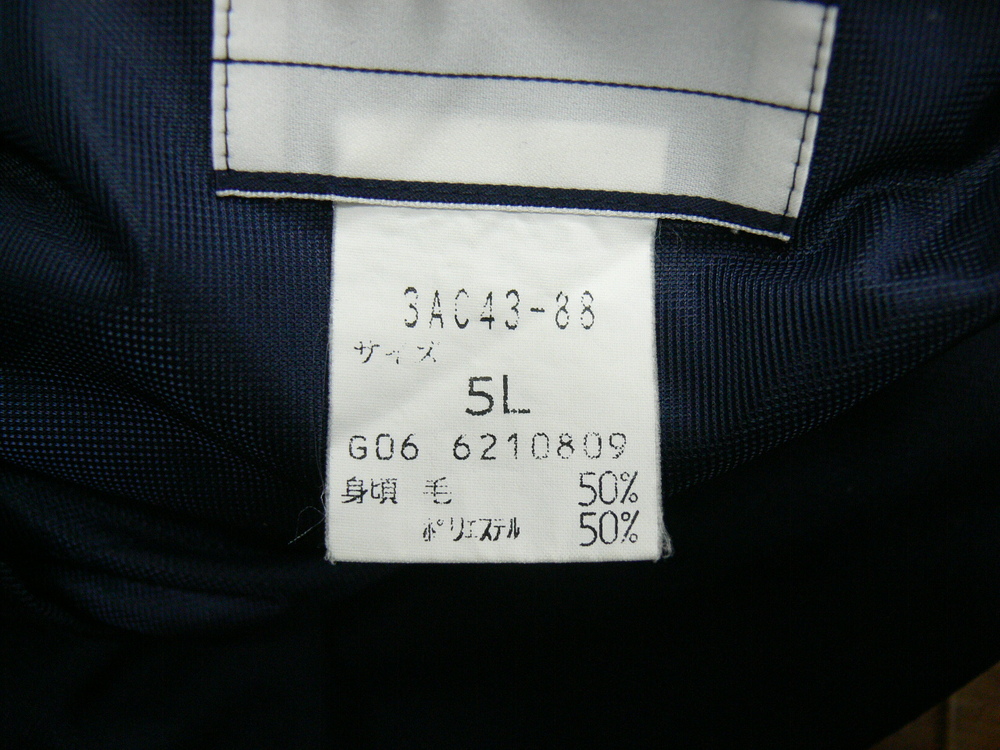 3AC43-88
サイズ
5L
G06 6210809
身頃 毛 50%
ポリエステル 50%